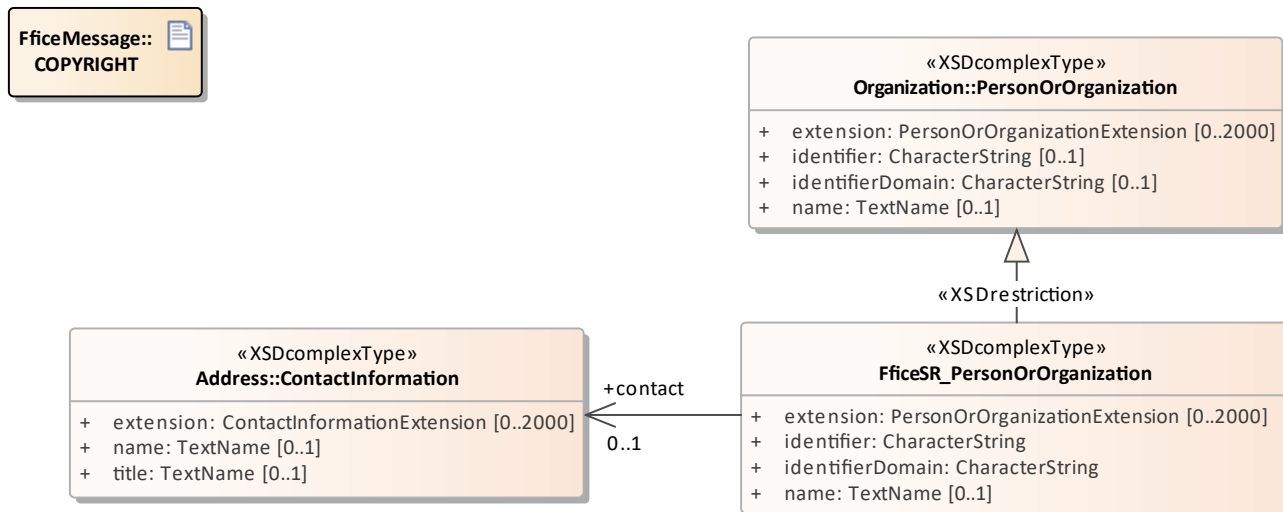 FficeMessage::
COPYRIGHT
«XSDcomplexType»
Organization::PersonOrOrganization
+ extension: PersonOrOrganizationExtension [0..2000]
+ identifier: CharacterString [0..1]
+ identifierDomain: CharacterString [0..1]
+ name: TextName [0..1]
«XSDrestriction»
«XSDcomplexType»
Address::ContactInformation
+ extension: ContactInformationExtension [0..2000]
+ name: TextName [0..1]
+ title: TextName [0..1]
+contact
0..1
«XSDcomplexType»
FficeSR_PersonOrOrganization
+ extension: PersonOrOrganizationExtension [0..2000]
+ identifier: CharacterString
+ identifierDomain: CharacterString
+ name: TextName [0..1]